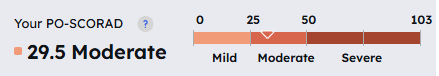 Your PO-SCORAD ?
29.5 Moderate
0 25 50 103
Mild Moderate Severe